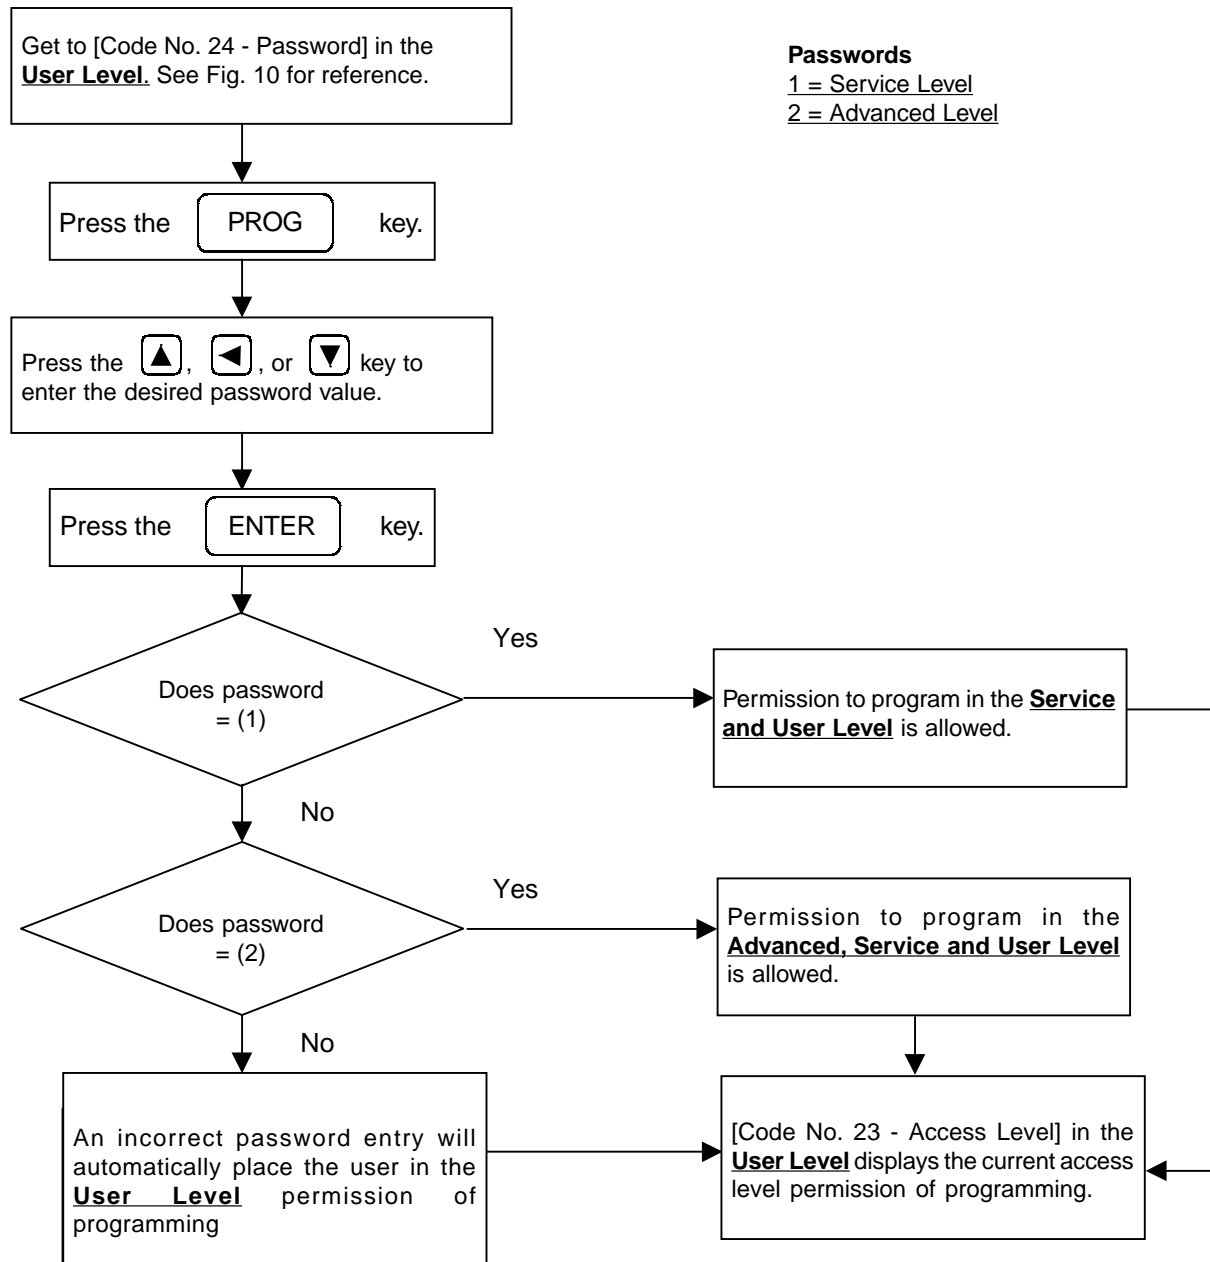 Get to [Code No. 24 - Password] in the
User Level. See Fig. 10 for reference.
Passwords
1 = Service Level
2 = Advanced Level
Press the PROG key.
Press the ▲, ◀, or ▼ key to
enter the desired password value.
Press the ENTER key.
Does password
= (1)
Yes
Permission to program in the Service
and User Level is allowed.
No
Does password
= (2)
Yes
Permission to program in the
Advanced, Service and User Level
is allowed.
No
An incorrect password entry will
automatically place the user in the
User Level permission of
programming
[Code No. 23 - Access Level] in the
User Level displays the current access
level permission of programming.